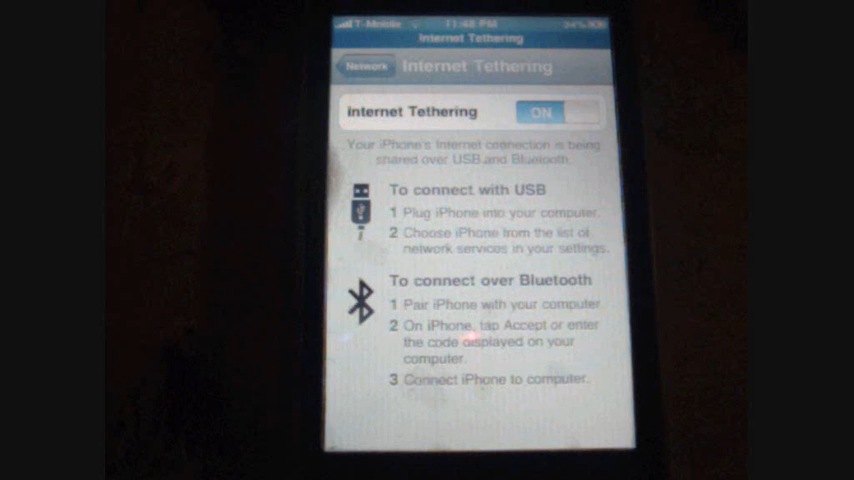 T-Mobile 11:48 PM 34%
Internet Tethering
Network Internet Tethering
Internet Tethering ON
Your iPhone's Internet connection is being
shared over USB and Bluetooth.
To connect with USB
1 Plug iPhone into your computer.
2 Choose iPhone from the list of
network services in your settings.
To connect over Bluetooth
1 Pair iPhone with your computer.
2 On iPhone, tap Accept or enter
the code displayed on your
computer.
3 Connect iPhone to computer.